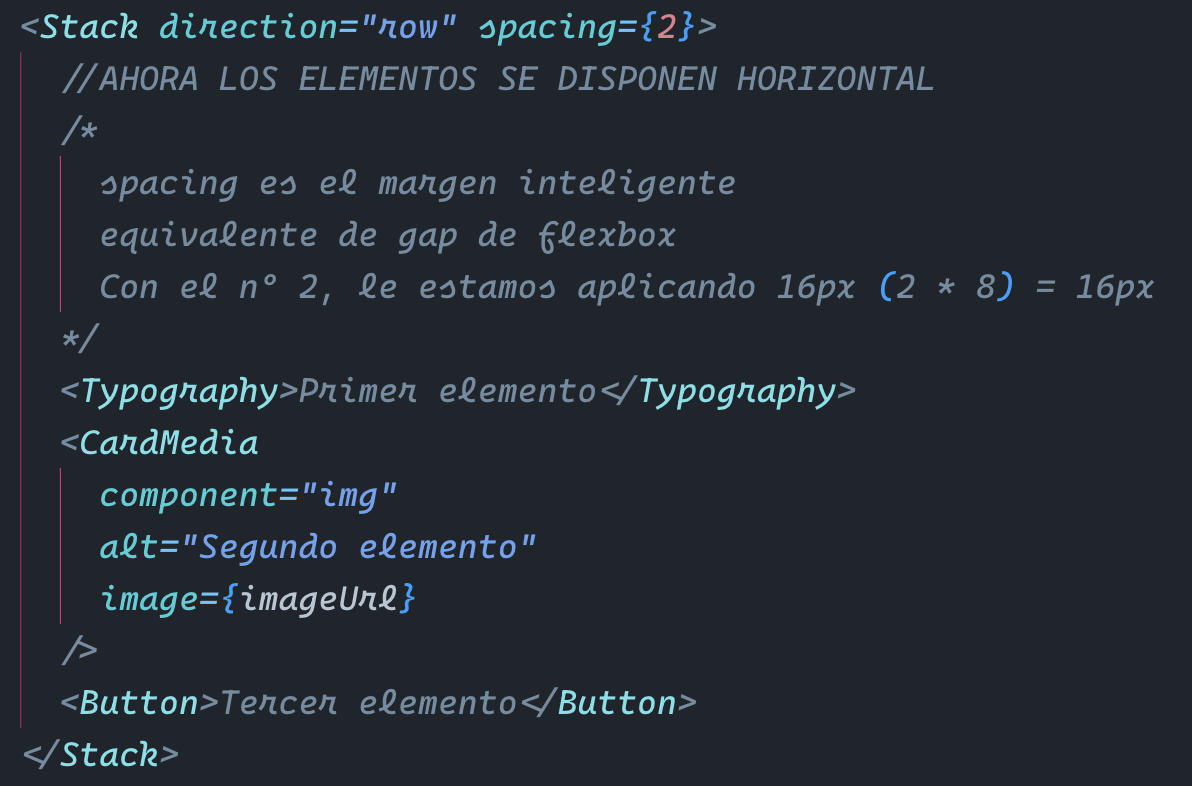 <Stack direction="row" spacing={2}>
//AHORA LOS ELEMENTOS SE DISPONEN HORIZONTAL
/*
spacing es el margen inteligente
equivalente de gap de flexbox
Con el nº 2, le estamos aplicando 16px (2 * 8) = 16px
*/
<Typography>Primer elemento</Typography>
<CardMedia
component="img"
alt="Segundo elemento"
image={imageUrl}
/>
<Button>Tercer elemento</Button>
</Stack>